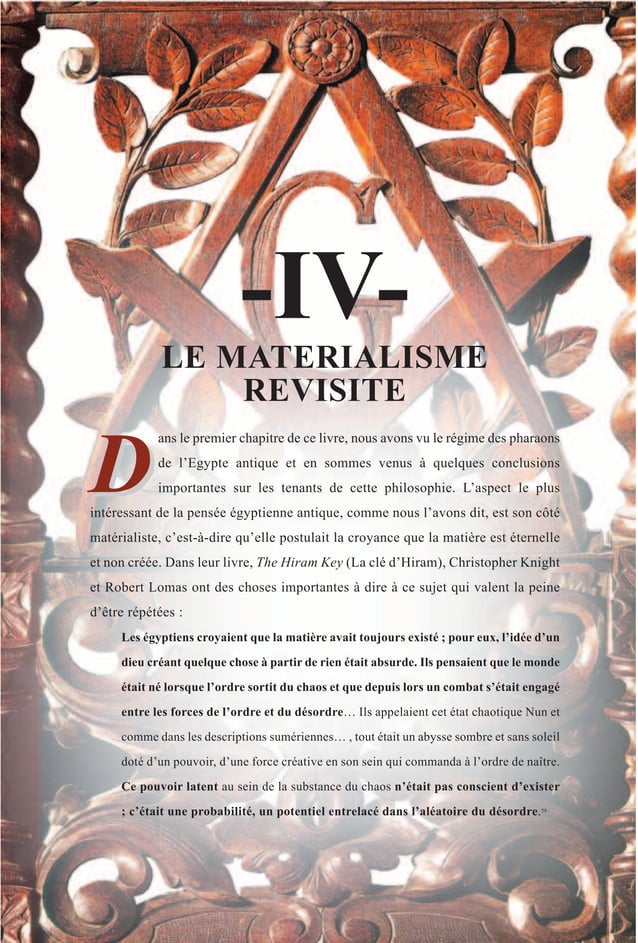 G
-IV-
LE MATERIALISME
REVISITE
Dans le premier chapitre de ce livre, nous avons vu le régime des pharaons
de l’Egypte antique et en sommes venus à quelques conclusions
importantes sur les tenants de cette philosophie. L’aspect le plus
intéressant de la pensée égyptienne antique, comme nous l’avons dit, est son côté
matérialiste, c’est-à-dire qu’elle postulait la croyance que la matière est éternelle
et non créée. Dans leur livre, The Hiram Key (La clé d’Hiram), Christopher Knight
et Robert Lomas ont des choses importantes à dire à ce sujet qui valent la peine
d’être répétées :
Les égyptiens croyaient que la matière avait toujours existé ; pour eux, l’idée d’un
dieu créant quelque chose à partir de rien était absurde. Ils pensaient que le monde
était né lorsque l’ordre sortit du chaos et que depuis lors un combat s’était engagé
entre les forces de l’ordre et du désordre… Ils appelaient cet état chaotique Nun et
comme dans les descriptions sumériennes… , tout était un abysse sombre et sans soleil
doté d’un pouvoir, d’une force créative en son sein qui commanda à l’ordre de naître.
Ce pouvoir latent au sein de la substance du chaos n’était pas conscient d’exister
; c’était une probabilité, un potentiel entrelacé dans l’aléatoire du désordre.